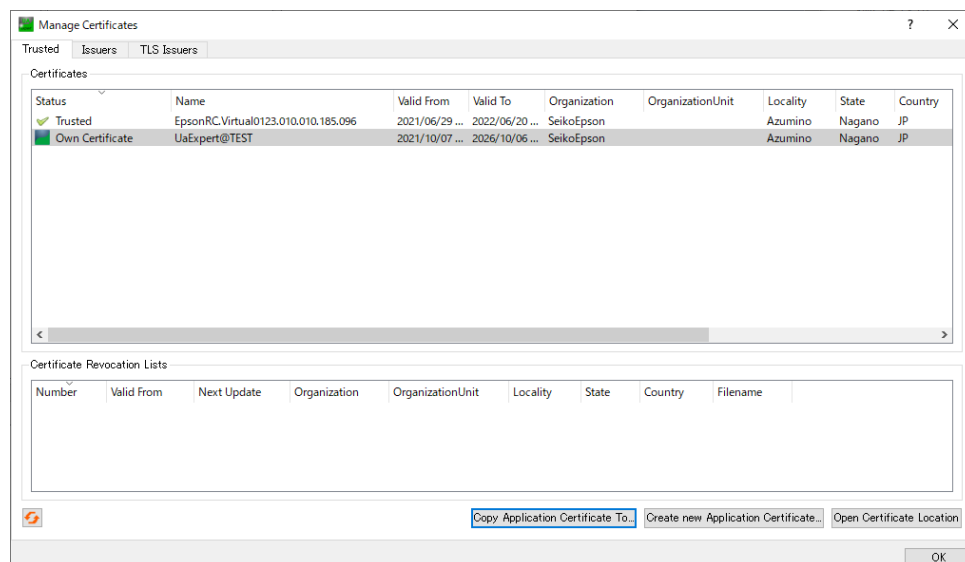 Manage Certificates ? ×
Trusted Issuers TLS Issuers
Certificates
Status Name Valid From Valid To Organization OrganizationUnit Locality State Country
Trusted EpsonRC.Virtual0123.010.010.185.096 2021/06/29 ... 2022/06/20 ... SeikoEpson Azumino Nagano JP
Own Certificate UaExpert@TEST 2021/10/07 ... 2026/10/06 ... SeikoEpson Azumino Nagano JP
Certificate Revocation Lists
Number Valid From Next Update Organization OrganizationUnit Locality State Country Filename
Copy Application Certificate To... Create new Application Certificate... Open Certificate Location
OK